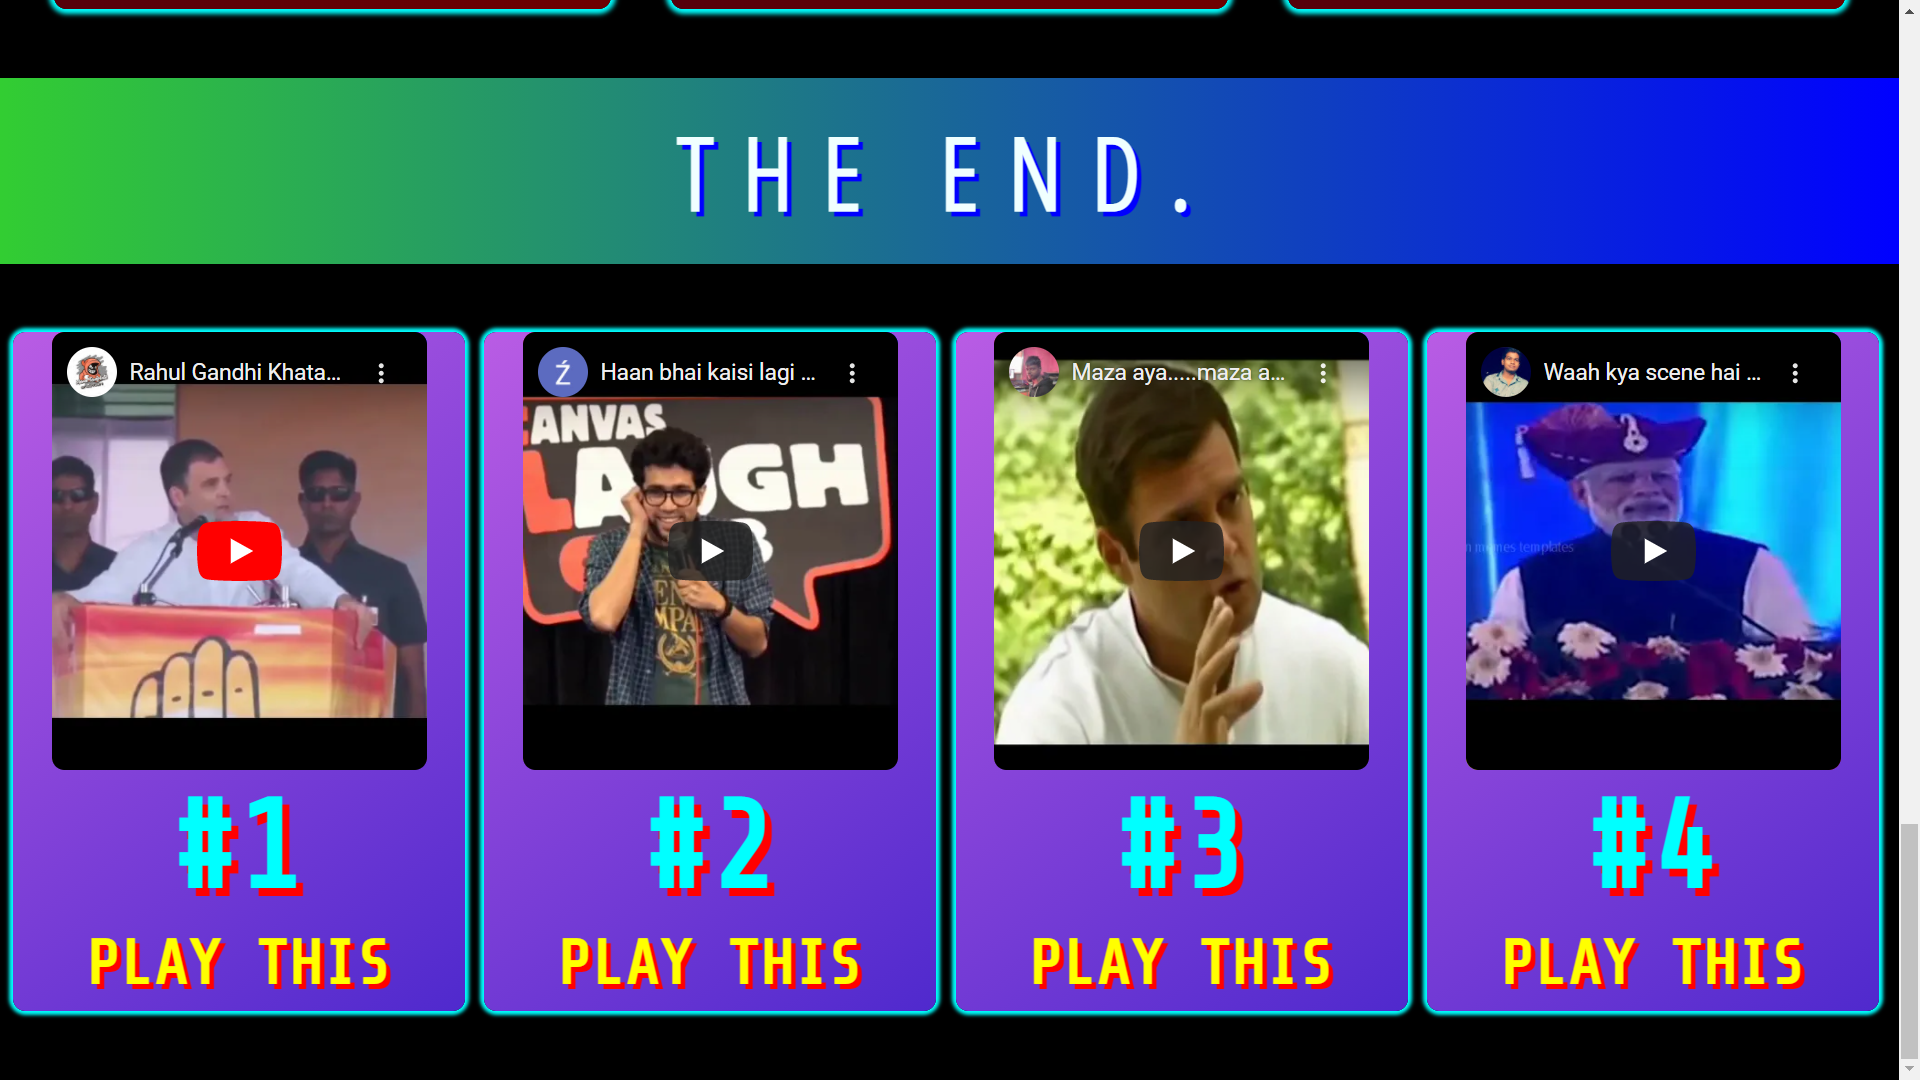 THE END.
Rahul Gandhi Khata...
Ź
Haan bhai kaisi lagi ...
Maza aya.....maza a...
Waah kya scene hai ...
CANVAS
LAUGH
memes templates
#1
#2
#3
#4
PLAY THIS
PLAY THIS
PLAY THIS
PLAY THIS